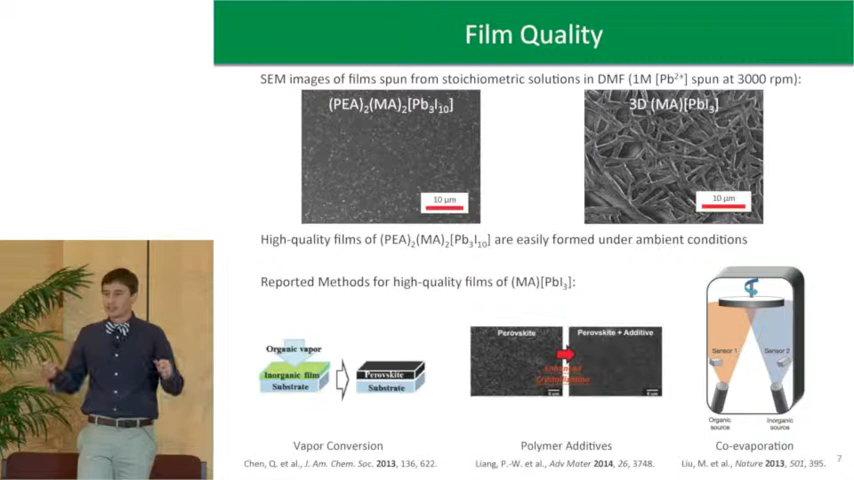 Film Quality
SEM images of films spun from stoichiometric solutions in DMF (1M [Pb²⁺] spun at 3000 rpm):
(PEA)₂(MA)₂[Pb₃I₁₀]
3D (MA)[PbI₃]
10 µm
10 µm
High-quality films of (PEA)₂(MA)₂[Pb₃I₁₀] are easily formed under ambient conditions
Reported Methods for high-quality films of (MA)[PbI₃]:
Organic vapor
Inorganic film
Substrate
Perovskite
Substrate
Perovskite
Perovskite + Additive
Enhanced
Crystallization
Sensor 1
Sensor 2
Organic
source
Inorganic
source
Vapor Conversion
Polymer Additives
Co-evaporation
Chen, Q. et al., J. Am. Chem. Soc. 2013, 136, 622.
Liang, P.-W. et al., Adv Mater 2014, 26, 3748.
Liu, M. et al., Nature 2013, 501, 395.
7